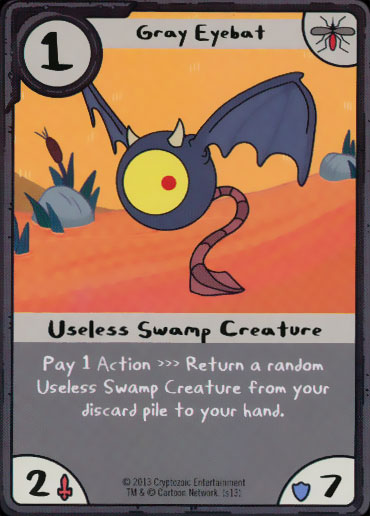 1
Gray Eyebat
Useless Swamp Creature
Pay 1 Action >>> Return a random
Useless Swamp Creature from your
discard pile to your hand.
© 2013 Cryptozoic Entertainment
TM & © Cartoon Network. (s13)
2
7